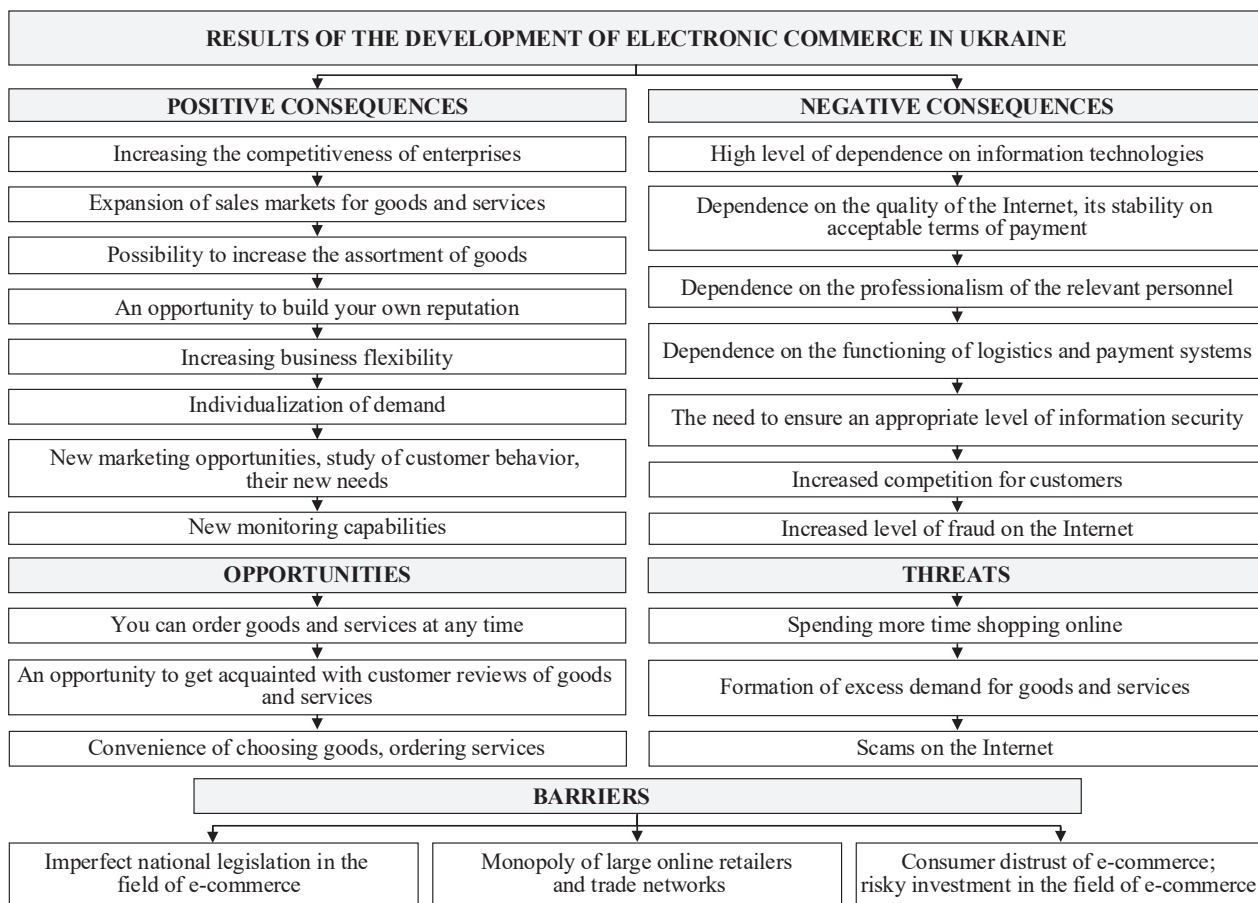 RESULTS OF THE DEVELOPMENT OF ELECTRONIC COMMERCE IN UKRAINE
POSITIVE CONSEQUENCES
Increasing the competitiveness of enterprises
Expansion of sales markets for goods and services
Possibility to increase the assortment of goods
An opportunity to build your own reputation
Increasing business flexibility
Individualization of demand
New marketing opportunities, study of customer behavior,
their new needs
New monitoring capabilities
NEGATIVE CONSEQUENCES
High level of dependence on information technologies
Dependence on the quality of the Internet, its stability on
acceptable terms of payment
Dependence on the professionalism of the relevant personnel
Dependence on the functioning of logistics and payment systems
The need to ensure an appropriate level of information security
Increased competition for customers
Increased level of fraud on the Internet
OPPORTUNITIES
You can order goods and services at any time
An opportunity to get acquainted with customer reviews of goods
and services
Convenience of choosing goods, ordering services
THREATS
Spending more time shopping online
Formation of excess demand for goods and services
Scams on the Internet
BARRIERS
Imperfect national legislation in the
field of e-commerce
Monopoly of large online retailers
and trade networks
Consumer distrust of e-commerce;
risky investment in the field of e-commerce